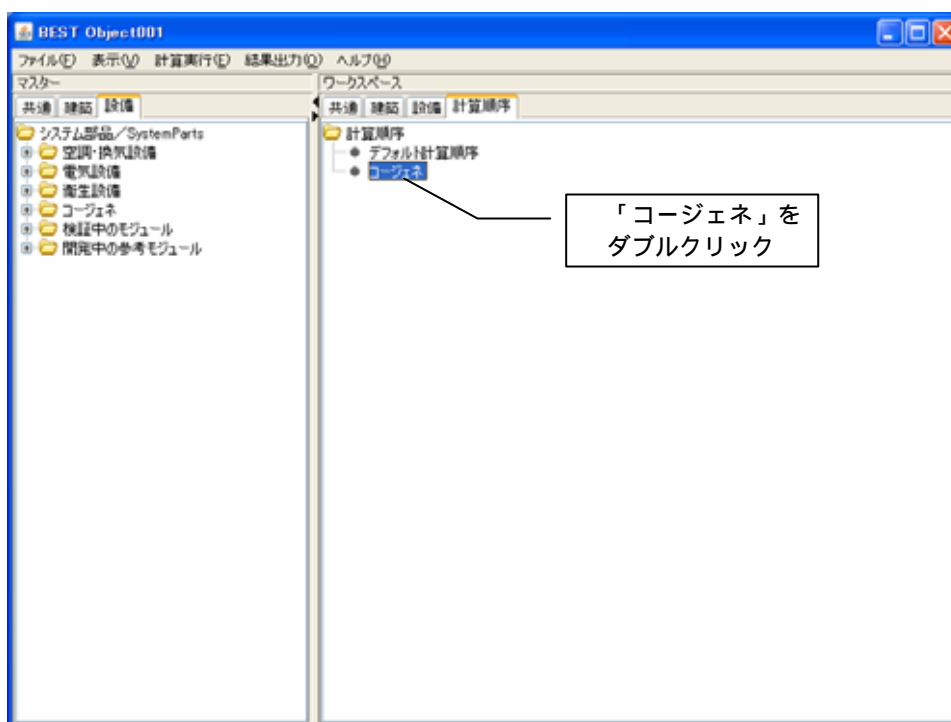 BEST Object001
ファイル(F) 表示(V) 計算実行(E) 結果出力(O) ヘルプ(H)
マスター
共通 建築 設備
システム部品／SystemParts
空調・換気設備
電気設備
衛生設備
コージェネ
検証中のモジュール
開発中の参考モジュール
ワークスペース
共通 建築 設備 計算順序
計算順序
デフォルト計算順序
コージェネ
「コージェネ」を
ダブルクリック